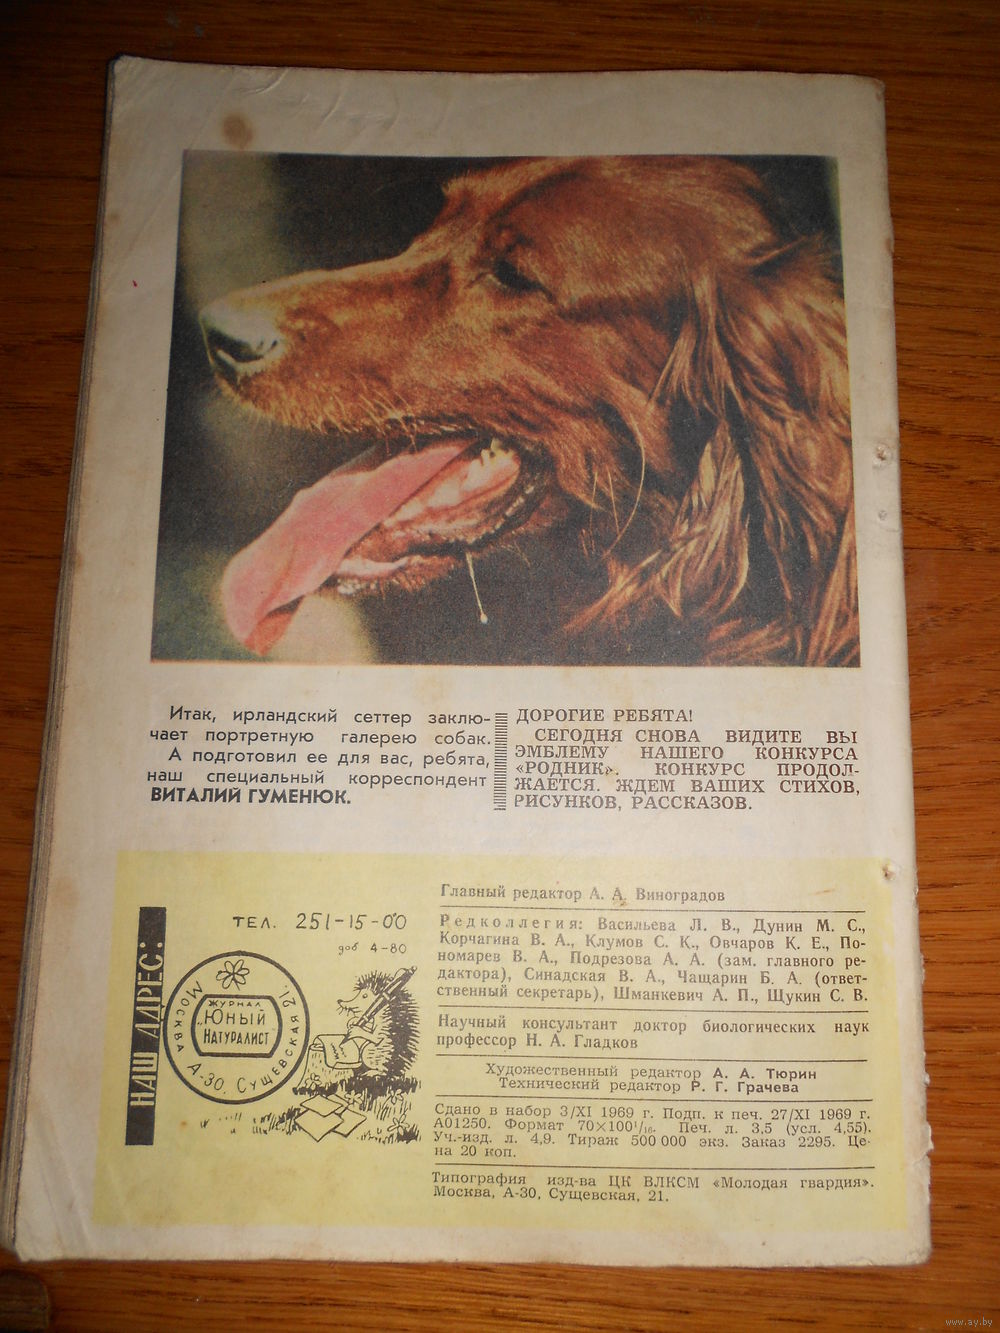 Итак, ирландский сеттер заклю-
чает портретную галерею собак.
А подготовил ее для вас, ребята,
наш специальный корреспондент
ВИТАЛИЙ ГУМЕНЮК.
ДОРОГИЕ РЕБЯТА!
СЕГОДНЯ СНОВА ВИДИТЕ ВЫ
ЭМБЛЕМУ НАШЕГО КОНКУРСА
«РОДНИК». КОНКУРС ПРОДОЛ-
ЖАЕТСЯ. ЖДЕМ ВАШИХ СТИХОВ,
РИСУНКОВ, РАССКАЗОВ.
НАШ АДРЕС:
ТЕЛ. 251-15-00
доб 4-80
ЖУРНАЛ
"ЮНЫЙ
НАТУРАЛИСТ"
МОСКВА А-30. СУЩЕВСКАЯ 21.
Главный редактор А. А. Виноградов
Редколлегия: Васильева Л. В., Дунин М. С.,
Корчагина В. А., Клумов С. К., Овчаров К. Е., По-
номарев В. А., Подрезова А. А. (зам. главного ре-
дактора), Синадская В. А., Чащарин Б. А. (ответ-
ственный секретарь), Шманкевич А. П., Щукин С. В.
Научный консультант доктор биологических наук
профессор Н. А. Гладков
Художественный редактор А. А. Тюрин
Технический редактор Р. Г. Грачева
Сдано в набор 3/XI 1969 г. Подп. к печ. 27/XI 1969 г.
А01250. Формат 70×100¹/₁₆. Печ. л. 3,5 (усл. 4,55).
Уч.-изд. л. 4,9. Тираж 500 000 экз. Заказ 2295. Це-
на 20 коп.
Типография изд-ва ЦК ВЛКСМ «Молодая гвардия».
Москва, А-30, Сущевская, 21.
www.ay.by